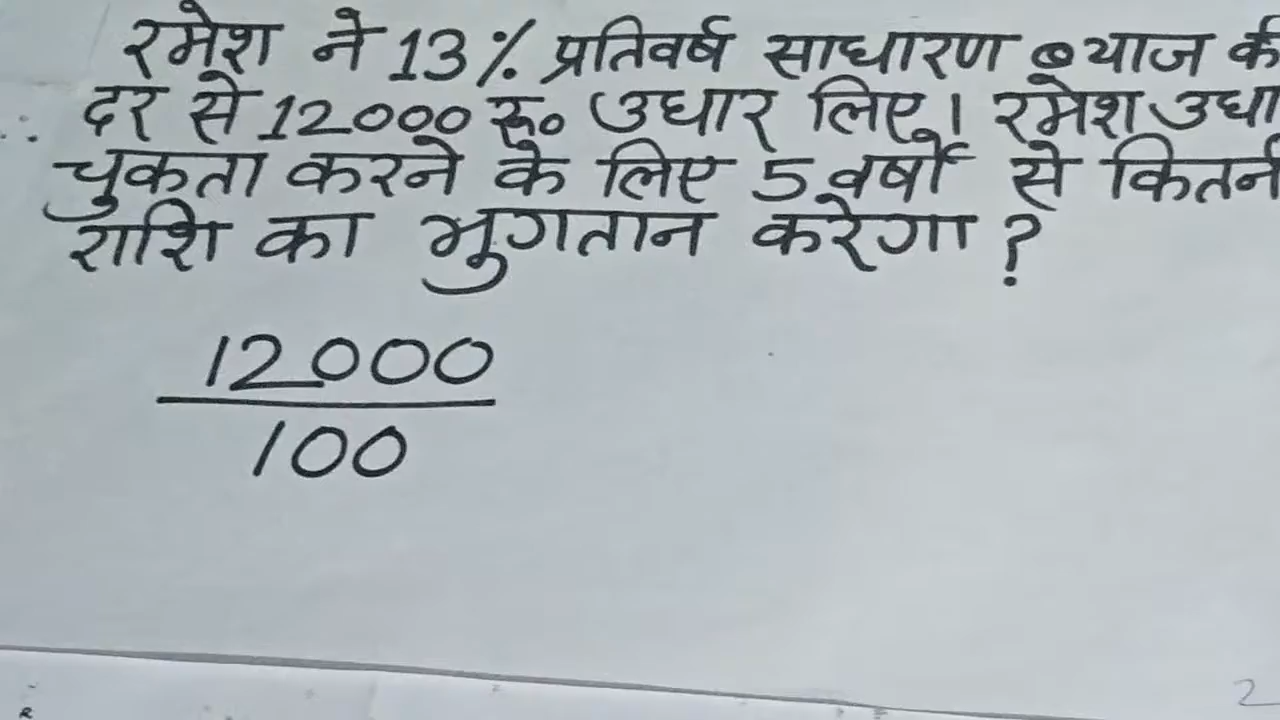 रमेश ने 13% प्रतिवर्ष साधारण ब्याज क
दर से 12000 रू० उधार लिए। रमेश उधा
चुकता करने के लिए 5 वर्षो से कितन
राशि का भुगतान करेगा ?
12000
100
2